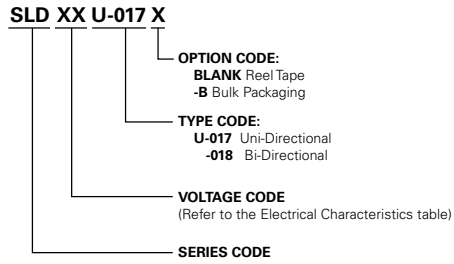 SLD XX U-017 X
OPTION CODE:
BLANK Reel Tape
-B Bulk Packaging
TYPE CODE:
U-017 Uni-Directional
-018 Bi-Directional
VOLTAGE CODE
(Refer to the Electrical Characteristics table)
SERIES CODE